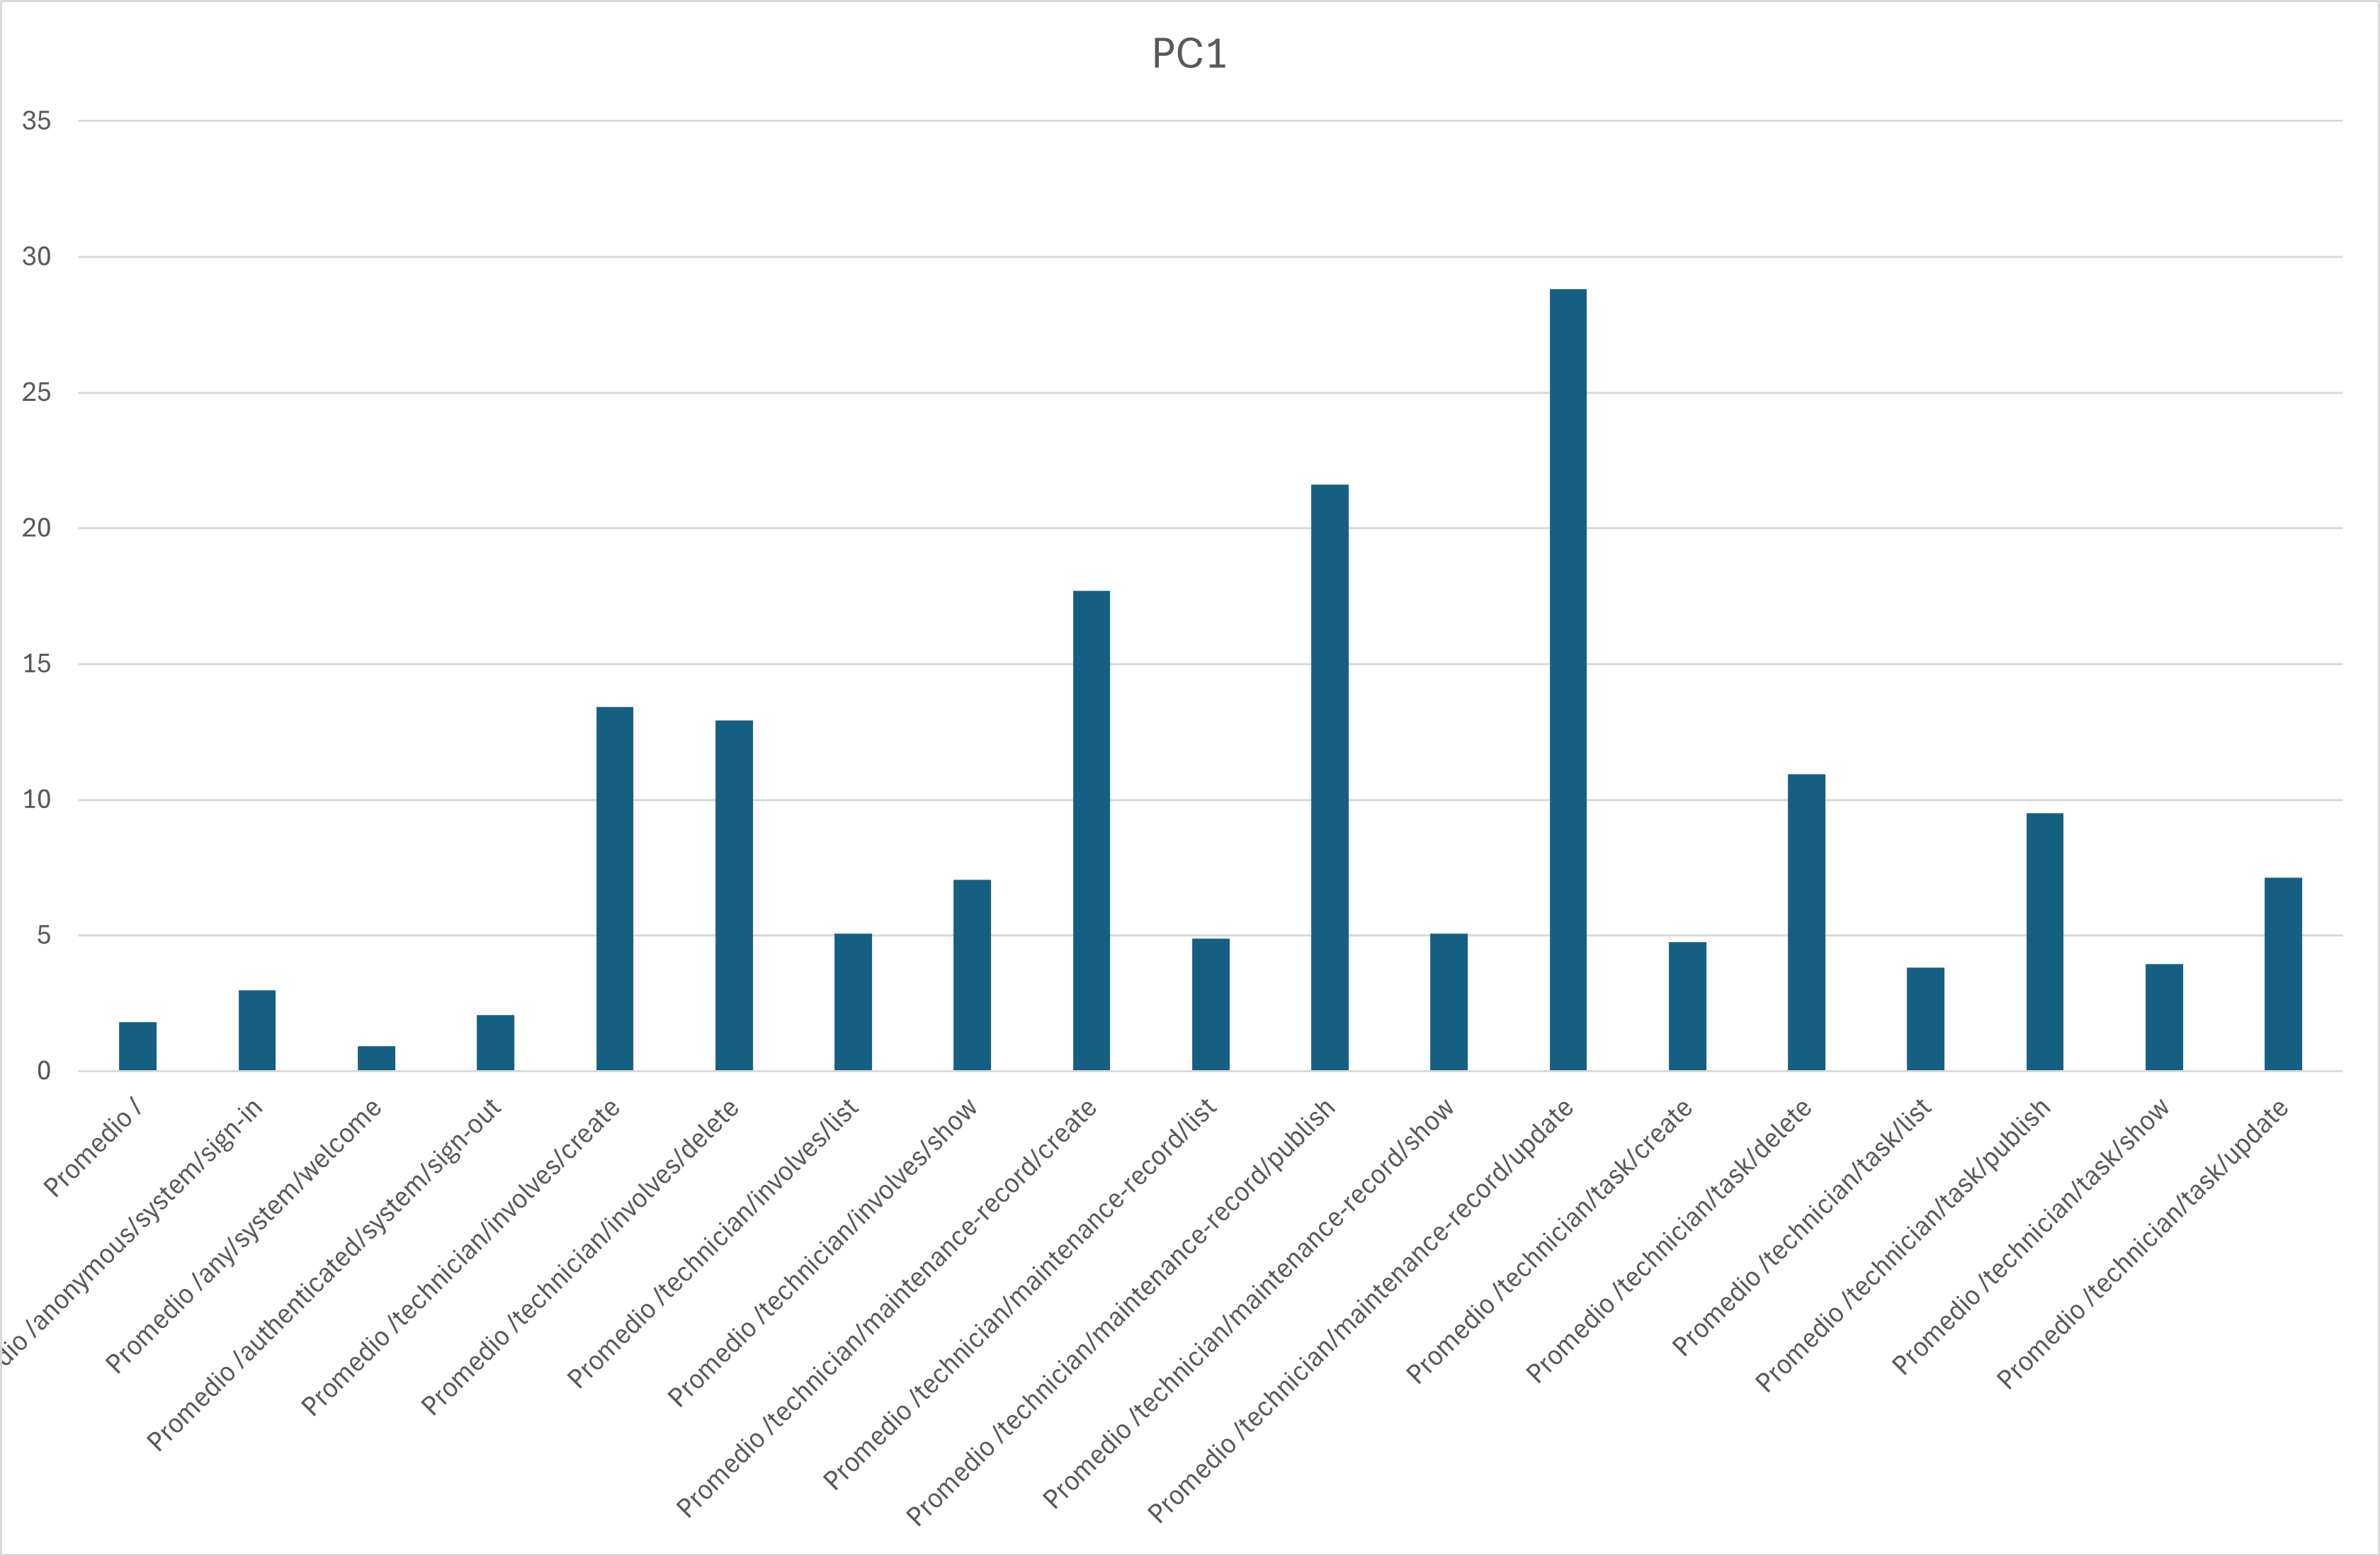 PC1
35
30
25
20
15
10
5
0
Promedio /
dio /anonymous/system/sign-in
Promedio /any/system/welcome
Promedio /authenticated/system/sign-out
Promedio /technician/involves/create
Promedio /technician/involves/delete
Promedio /technician/involves/list
Promedio /technician/involves/show
Promedio /technician/maintenance-record/create
Promedio /technician/maintenance-record/list
Promedio /technician/maintenance-record/publish
Promedio /technician/maintenance-record/show
Promedio /technician/maintenance-record/update
Promedio /technician/task/create
Promedio /technician/task/delete
Promedio /technician/task/list
Promedio /technician/task/publish
Promedio /technician/task/show
Promedio /technician/task/update